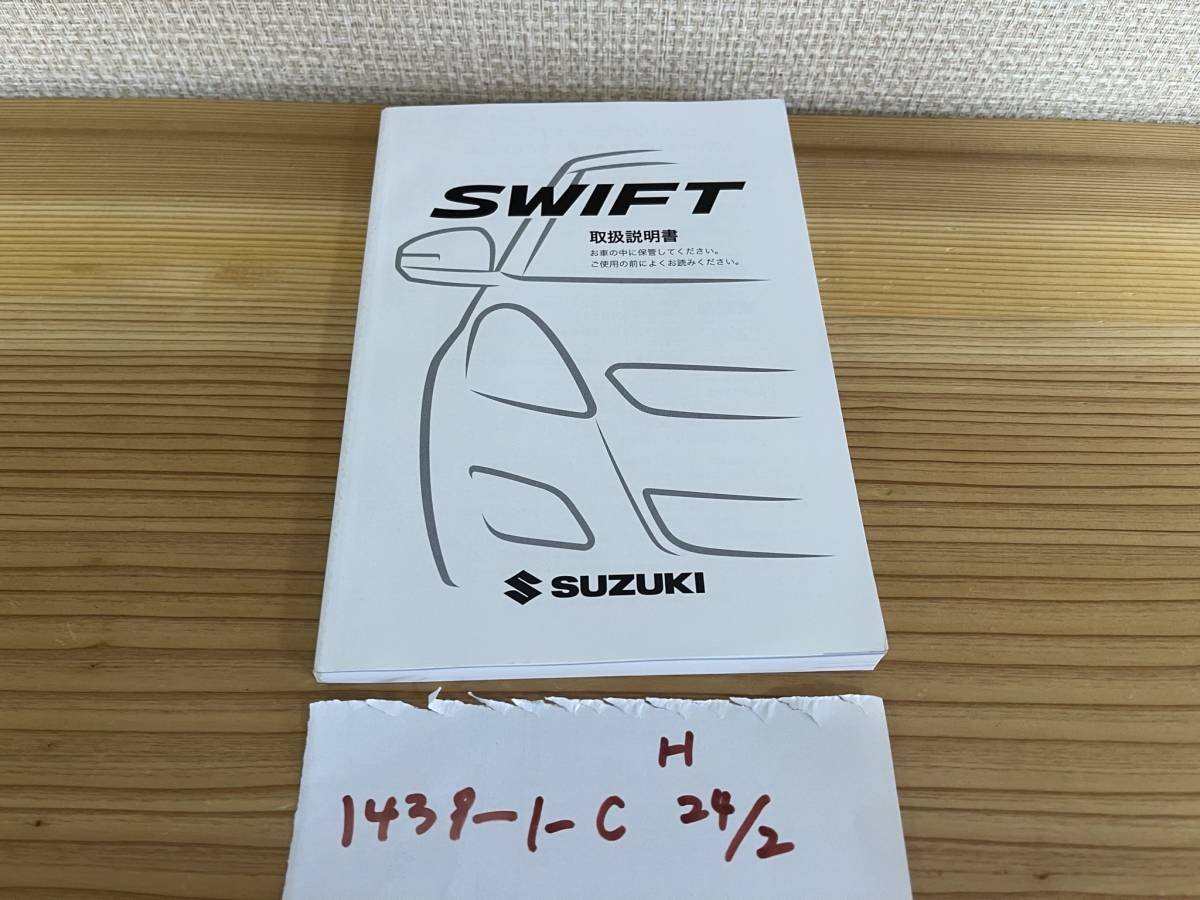 SWIFT
取扱説明書
お車の中に保管してください。
ご使用の前によくお読みください。
SUZUKI
H
1439-1-C 24/2